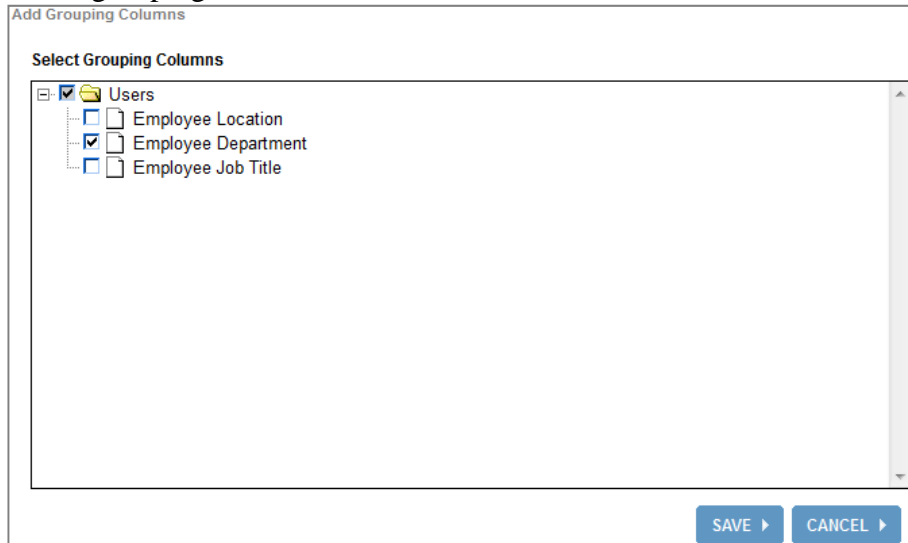 Add Grouping Columns
Select Grouping Columns
Users
Employee Location
Employee Department
Employee Job Title
SAVE CANCEL